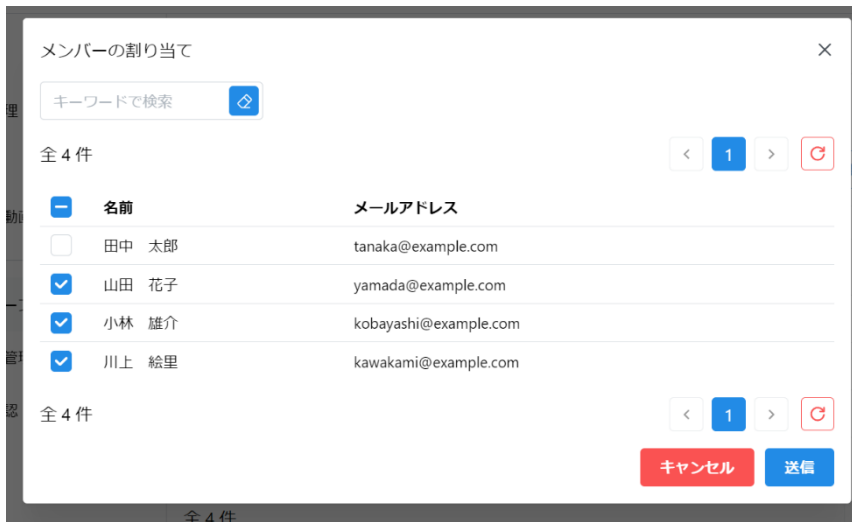 メンバーの割り当て
キーワードで検索
理
全 4 件
1
名前 メールアドレス
田中 太郎 tanaka@example.com
山田 花子 yamada@example.com
小林 雄介 kobayashi@example.com
川上 絵里 kawakami@example.com
認
全 4 件
1
キャンセル 送信
全 4 件